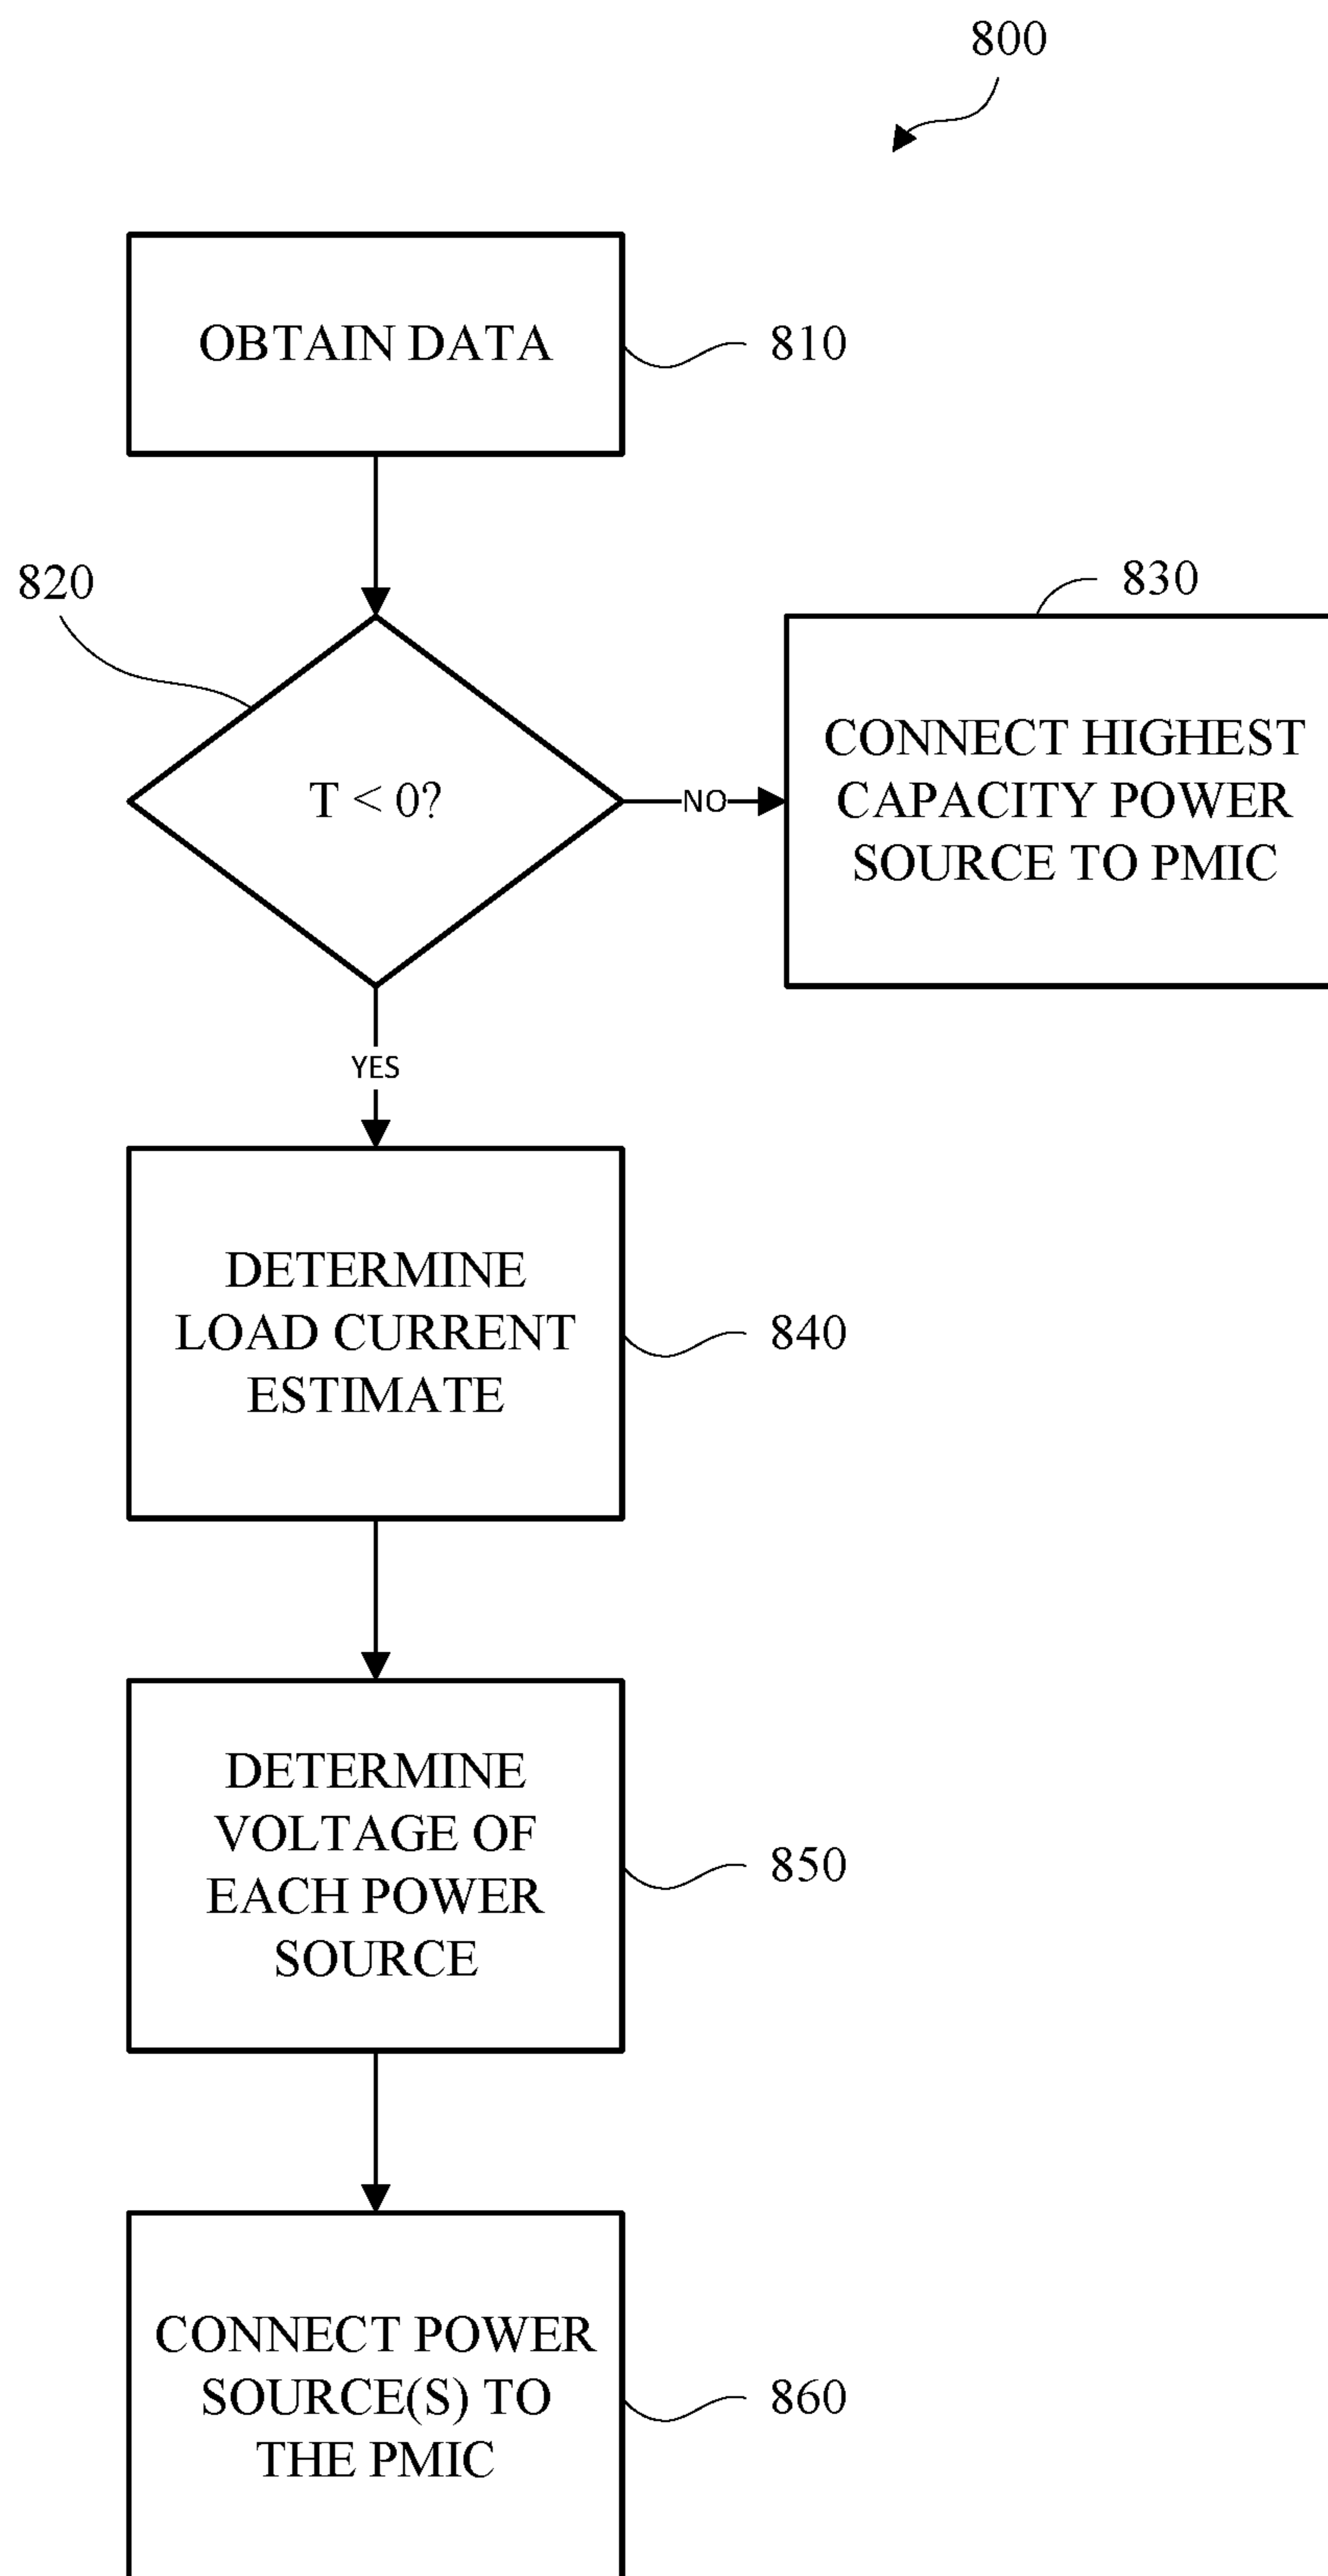 800
OBTAIN DATA
810
820
T < 0?
NO
830
CONNECT HIGHEST
CAPACITY POWER
SOURCE TO PMIC
YES
DETERMINE
LOAD CURRENT
ESTIMATE
840
DETERMINE
VOLTAGE OF
EACH POWER
SOURCE
850
CONNECT POWER
SOURCE(S) TO
THE PMIC
860